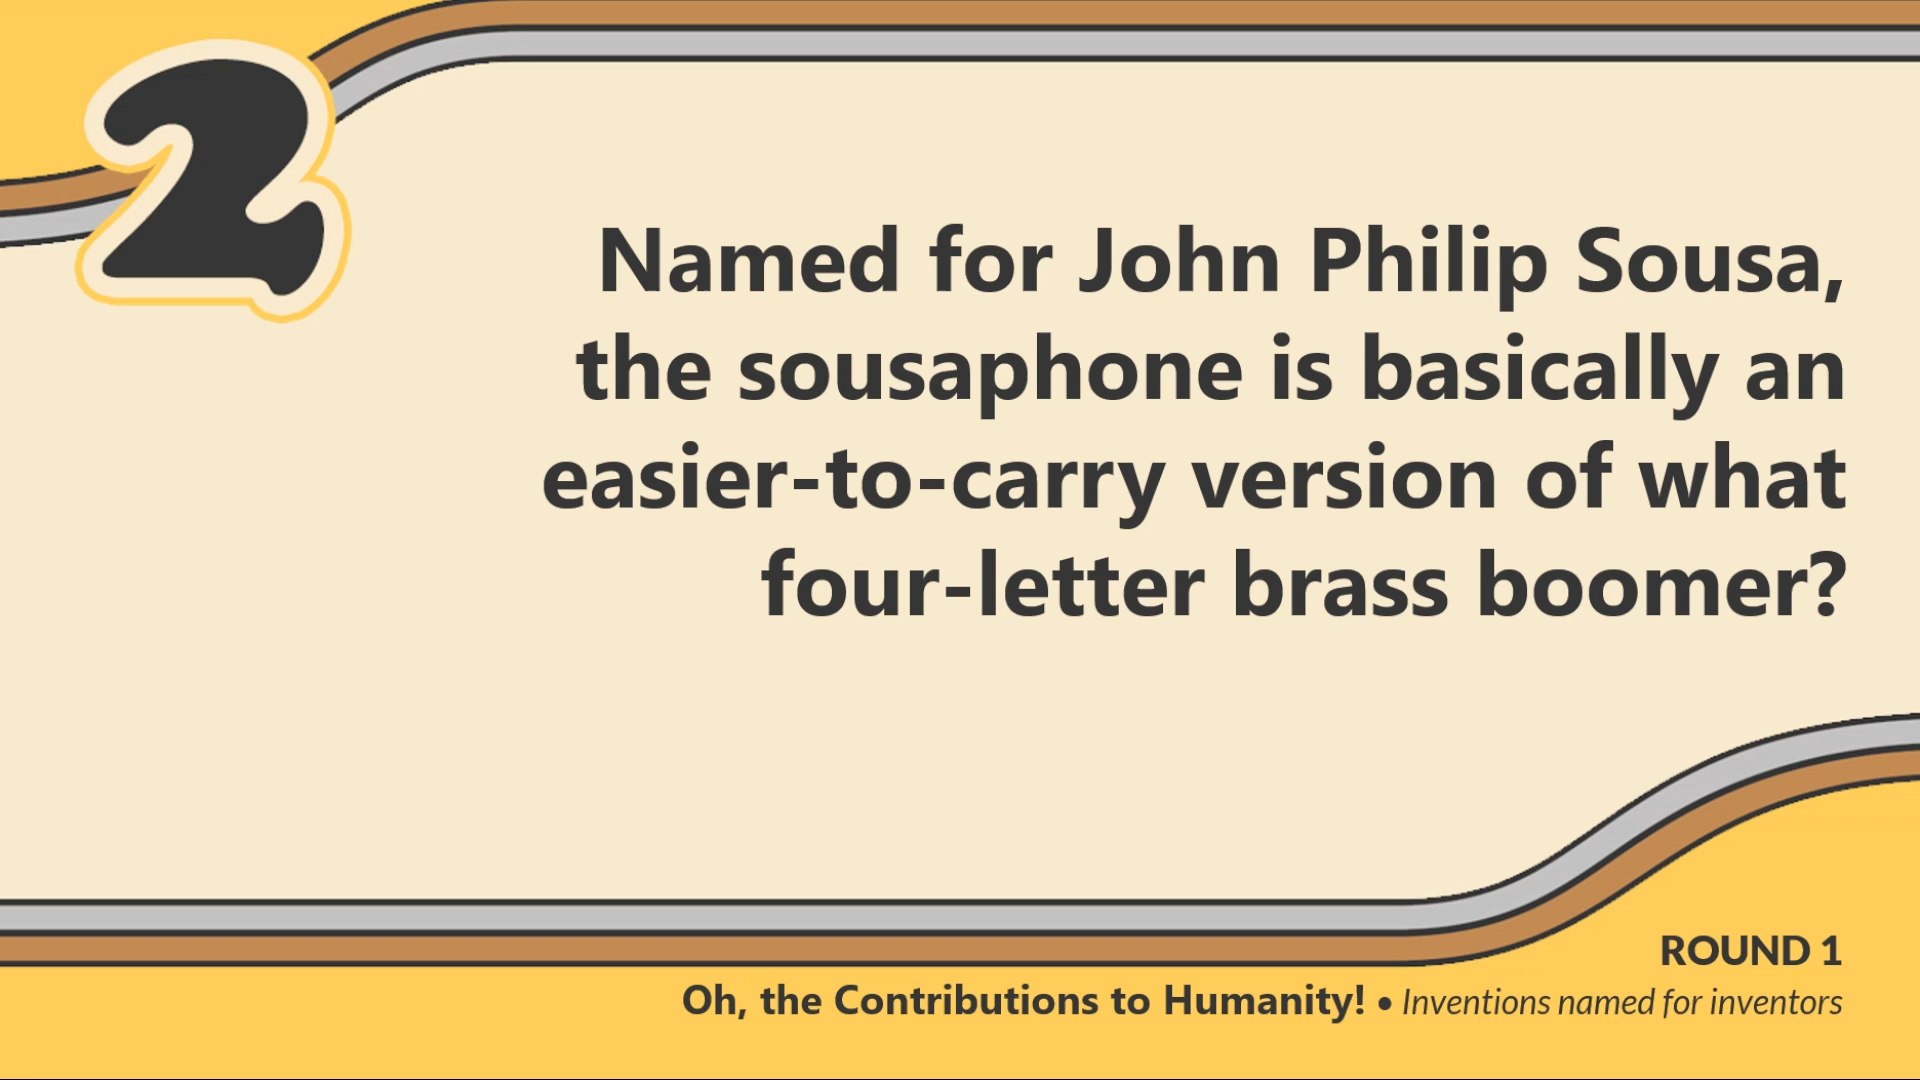 2
Named for John Philip Sousa,
the sousaphone is basically an
easier-to-carry version of what
four-letter brass boomer?
ROUND 1
Oh, the Contributions to Humanity! • Inventions named for inventors